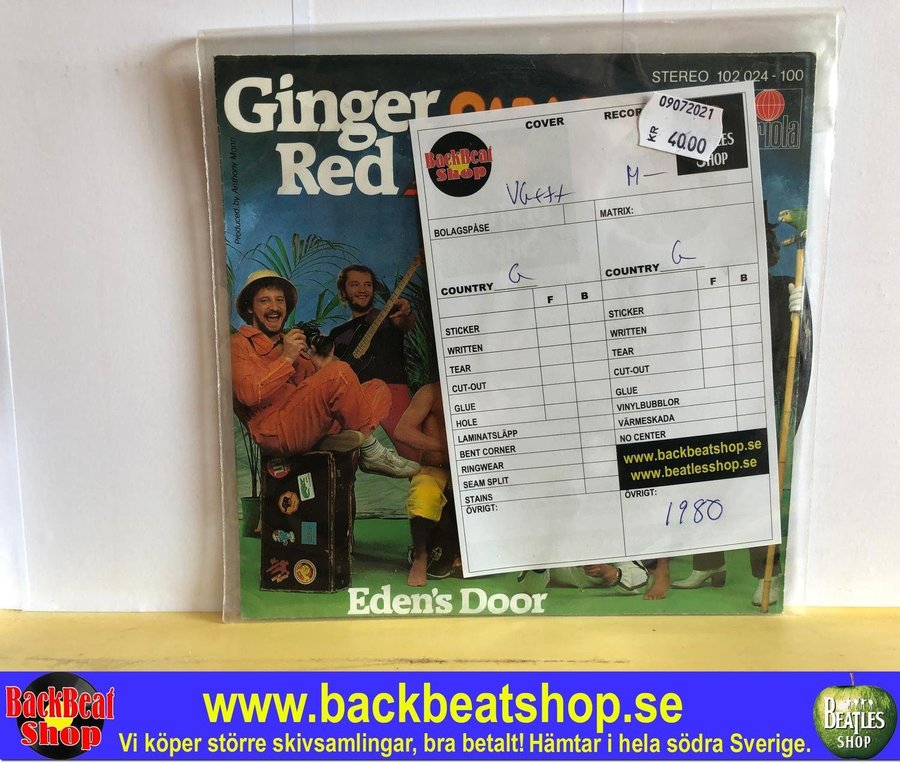 Ginger
Red
STEREO 102 024 - 100
Produced by Anthony Monn
09072021
KR 40.00
COVER
RECOR
BackBeat
Shop
LES
SHOP
riola
VG+++
M-
BOLAGSPÅSE
MATRIX:
COUNTRY G
COUNTRY G
F B
F B
STICKER
WRITTEN
TEAR
CUT-OUT
GLUE
HOLE
LAMINATSLÄPP
BENT CORNER
RINGWEAR
SEAM SPLIT
STAINS
ÖVRIGT:
STICKER
WRITTEN
TEAR
CUT-OUT
GLUE
VINYLBUBBLOR
VÄRMESKADA
NO CENTER
www.backbeatshop.se
www.beatlesshop.se
ÖVRIGT:
1980
Eden's Door
BackBeat
Shop
www.backbeatshop.se
Vi köper större skivsamlingar, bra betalt! Hämtar i hela södra Sverige.
BEATLES
SHOP